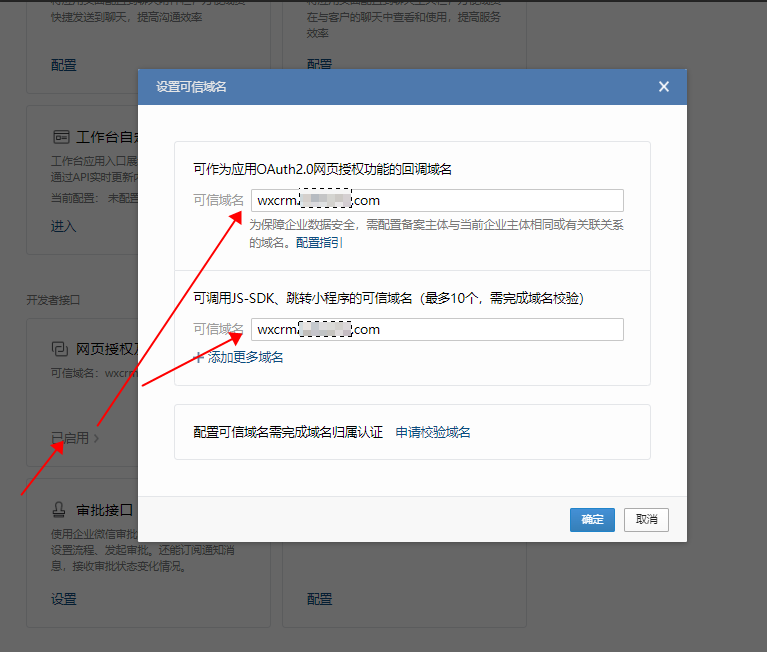 快捷发送到聊天，提高沟通效率
在与客户的聊天中查看和使用，提高服务
效率
配置
配置
设置可信域名
工作台自定
工作台应用入口展
通过API实时更新内
当前配置： 未配置
进入
可作为应用OAuth2.0网页授权功能的回调域名
可信域名
wxcrm.
.com
为保障企业数据安全，需配置备案主体与当前企业主体相同或有关联关系
的域名。配置指引
可调用JS-SDK、跳转小程序的可信域名（最多10个，需完成域名校验）
可信域名
wxcrm
.com
+ 添加更多域名
开发者接口
网页授权及
可信域名：wxcrm
已启用
配置可信域名需完成域名归属认证 申请校验域名
确定
取消
审批接口
使用企业微信审批
设置流程、发起审批。还能订阅通知消
息，接收审批状态变化情况。
设置
配置